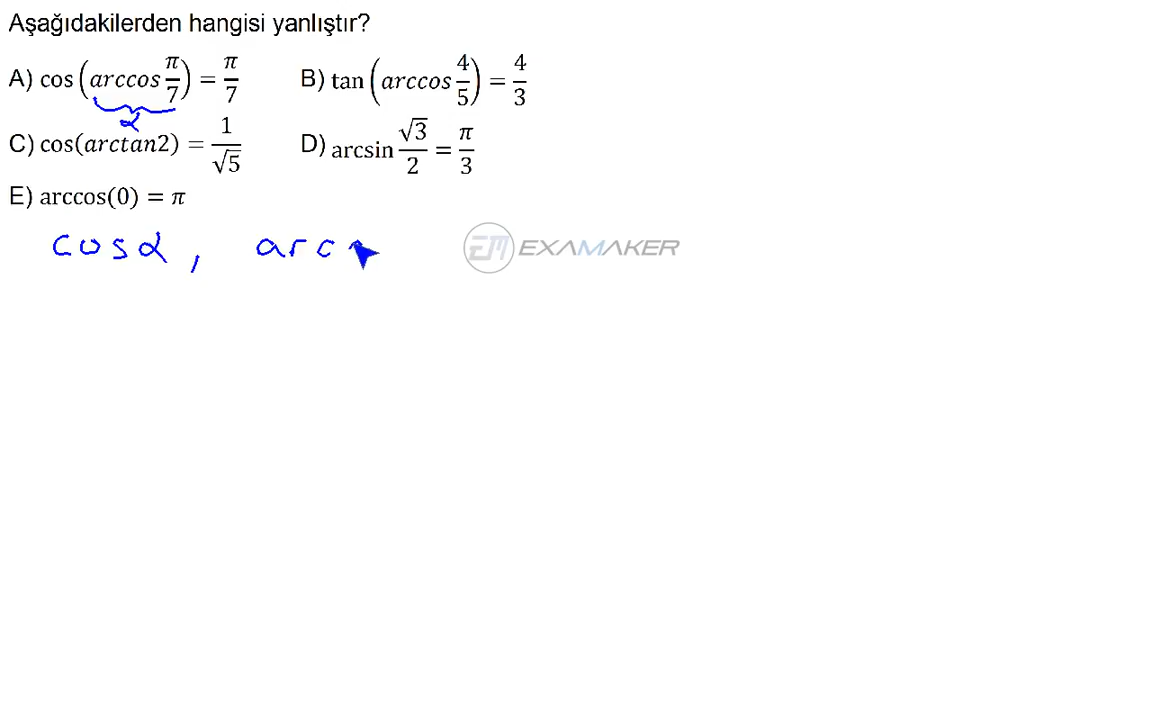 Aşağıdakilerden hangisi yanlıştır?
A) cos(arccos π/7) = π/7 B) tan(arccos 4/5) = 4/3
α
C) cos(arctan2) = 1/√5 D) arcsin √3/2 = π/3
E) arccos(0) = π
cosα, arc
EM EXAMAKER